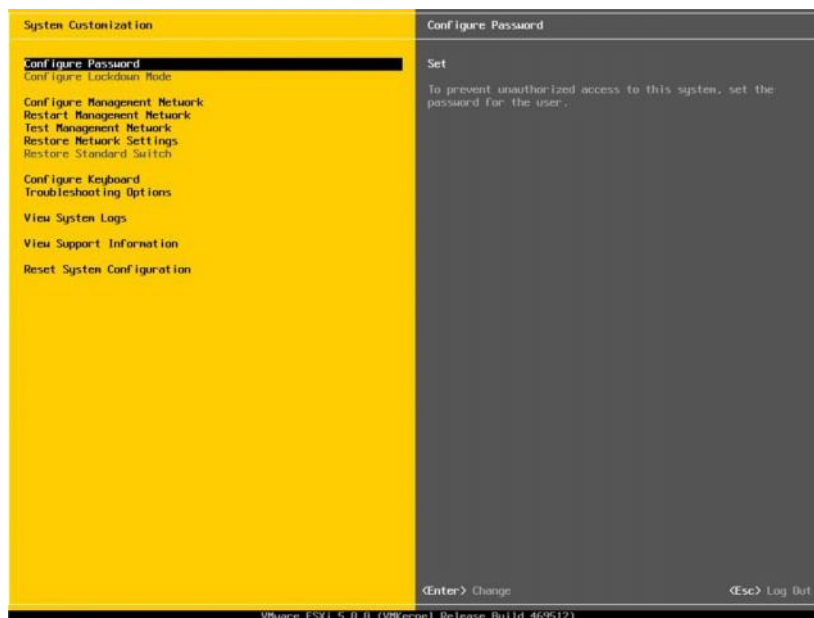 System Customization
Configure Password
Configure Password
Configure Lockdown Mode
Configure Management Network
Restart Management Network
Test Management Network
Restore Network Settings
Restore Standard Switch
Configure Keyboard
Troubleshooting Options
View System Logs
View Support Information
Reset System Configuration
Set
To prevent unauthorized access to this system, set the
password for the user.
<Enter> Change
<Esc> Log Out
VMware ESXi 5.0.0 (VMKernel Release Build 469512)